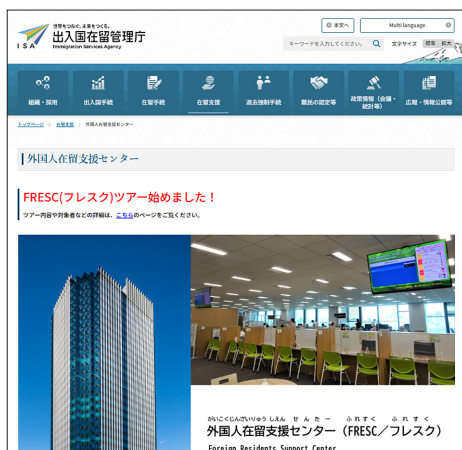 世界をつなぐ。未来をつくる。
出入国在留管理庁
ISA
Immigration Services Agency
本文へ
Multi language
キーワードを入力してください。
文字サイズ 標準 拡大
組織・採用
出入国手続
在留手続
在留支援
退去強制手続
難民の認定等
政策情報（会議・統計等）
広報・情報公開等
トップページ > 在留支援 > 外国人在留支援センター
外国人在留支援センター
FRESC(フレスク)ツアー始めました！
ツアー内容や対象者などの詳細は、こちらのページをご覧ください。
がいこくじんざいりゅう しえん せんたー ふれすく ふれすく
外国人在留支援センター（FRESC／フレスク）
Foreign Residents Support Center